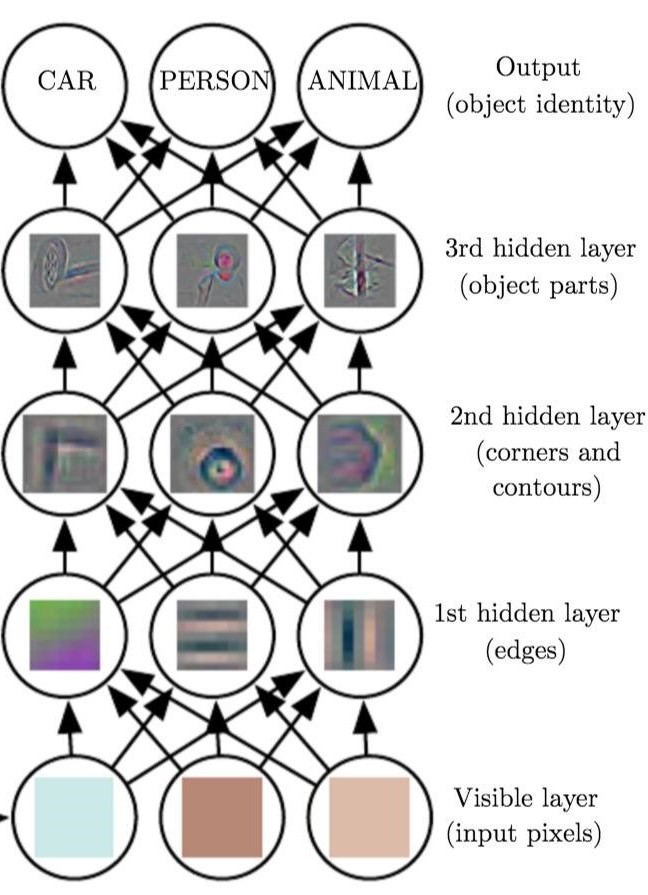 CAR PERSON ANIMAL
Output
(object identity)
3rd hidden layer
(object parts)
2nd hidden layer
(corners and
contours)
1st hidden layer
(edges)
Visible layer
(input pixels)